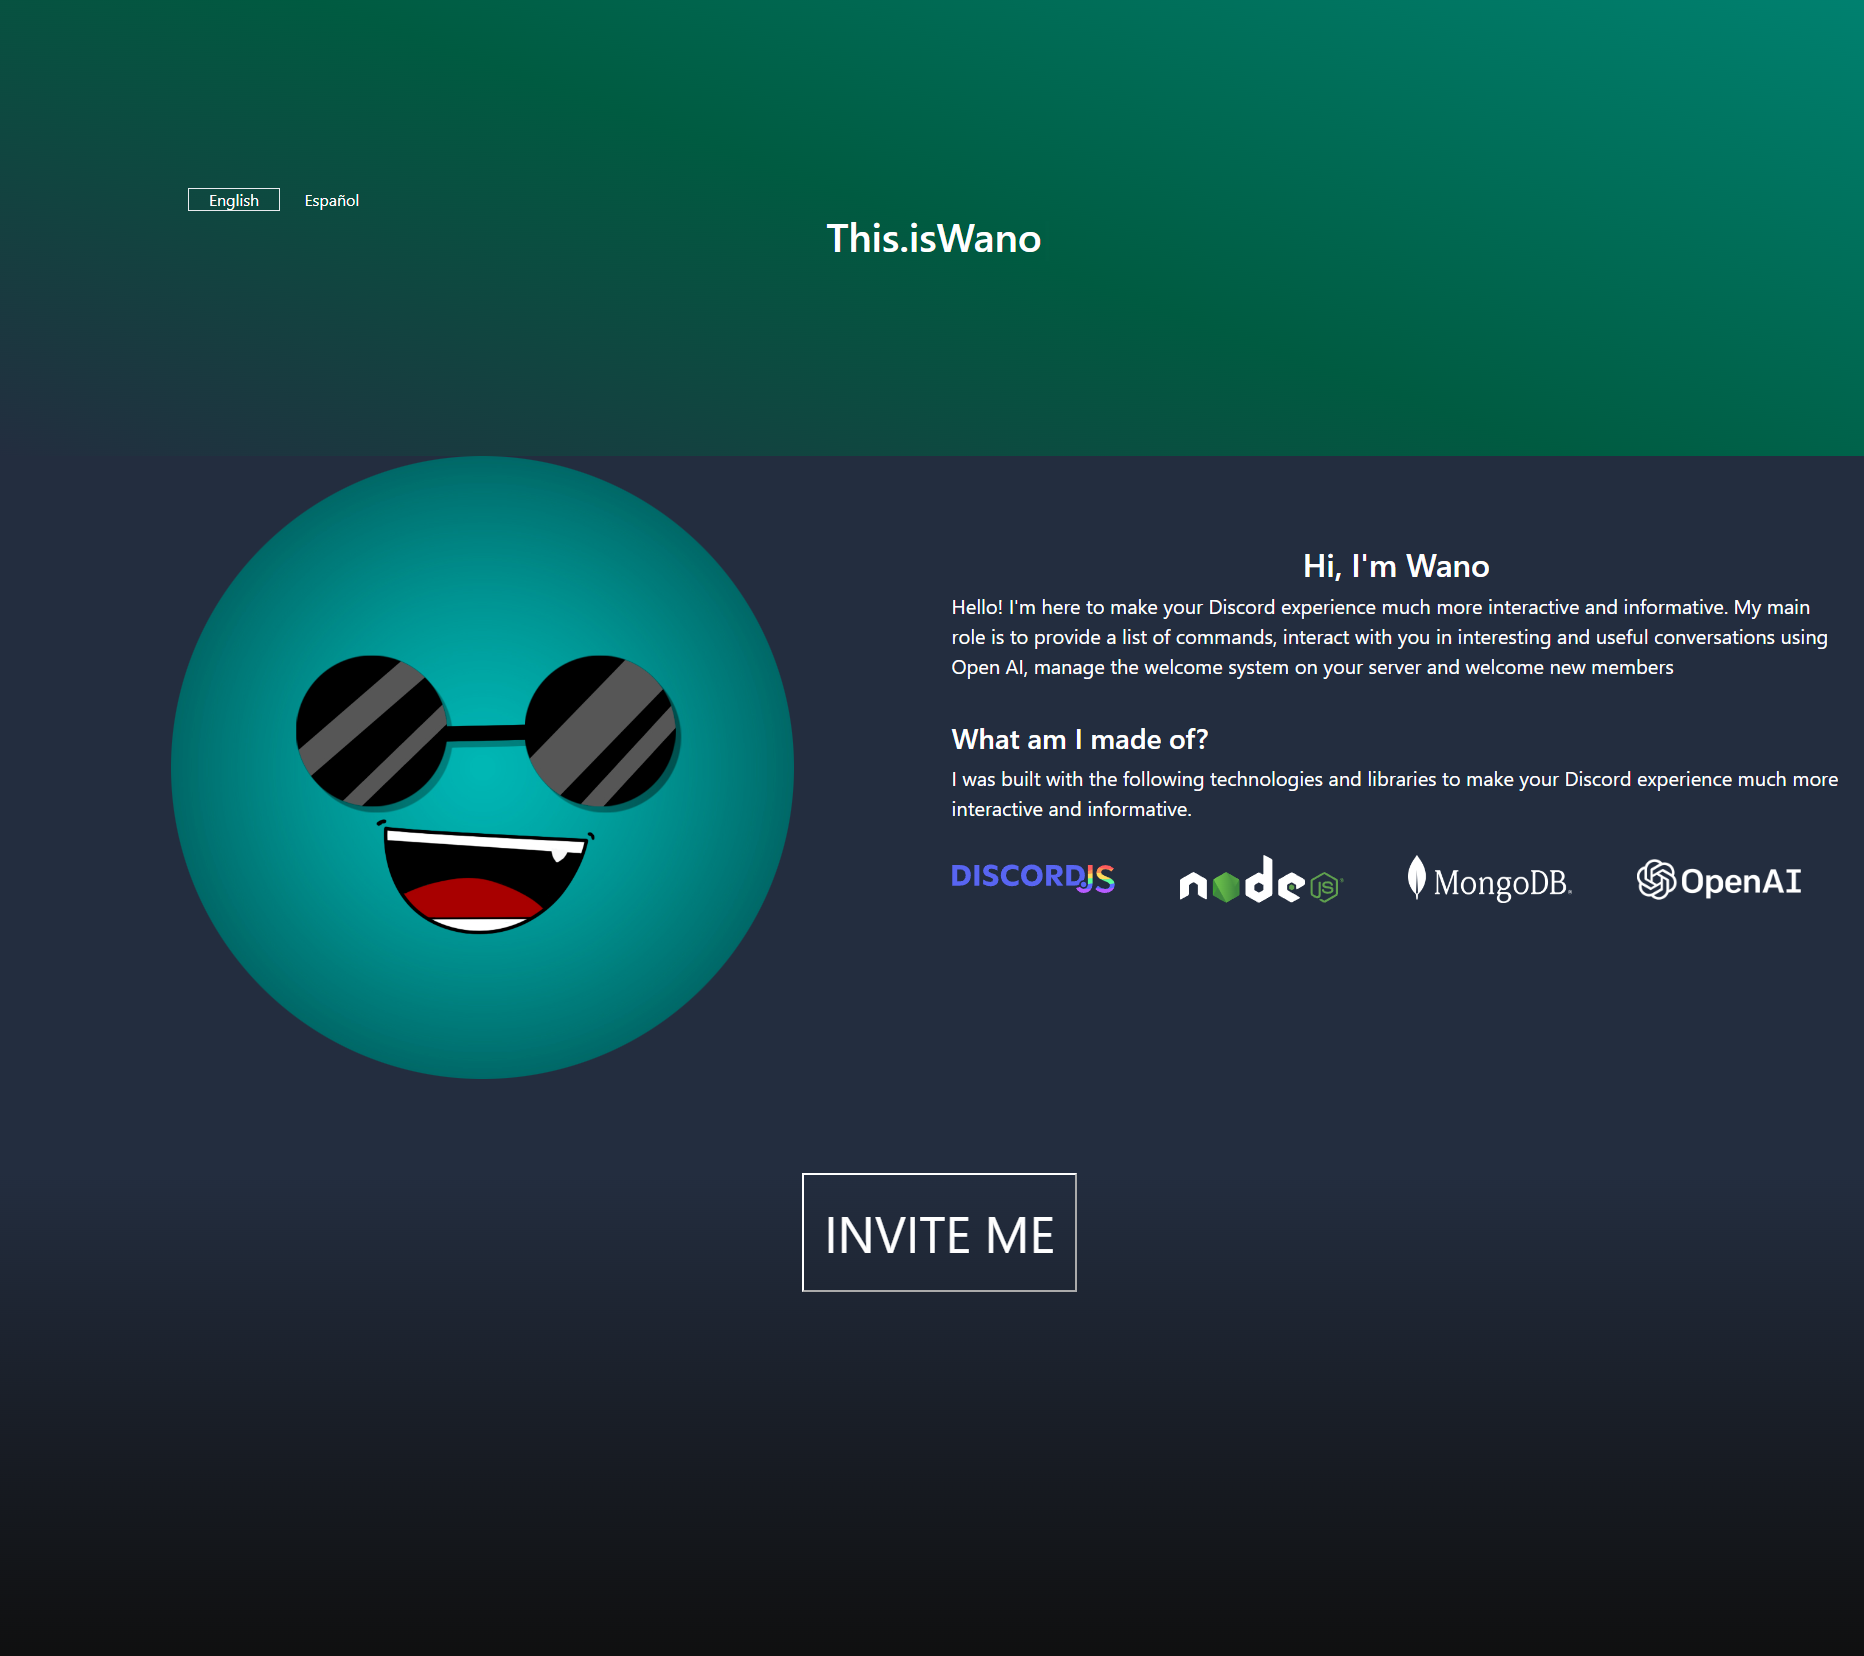 English Español
This.isWano
Hi, I'm Wano
Hello! I'm here to make your Discord experience much more interactive and informative. My main
role is to provide a list of commands, interact with you in interesting and useful conversations using
Open AI, manage the welcome system on your server and welcome new members
What am I made of?
I was built with the following technologies and libraries to make your Discord experience much more
interactive and informative.
DISCORD.JS node JS MongoDB. OpenAI
INVITE ME